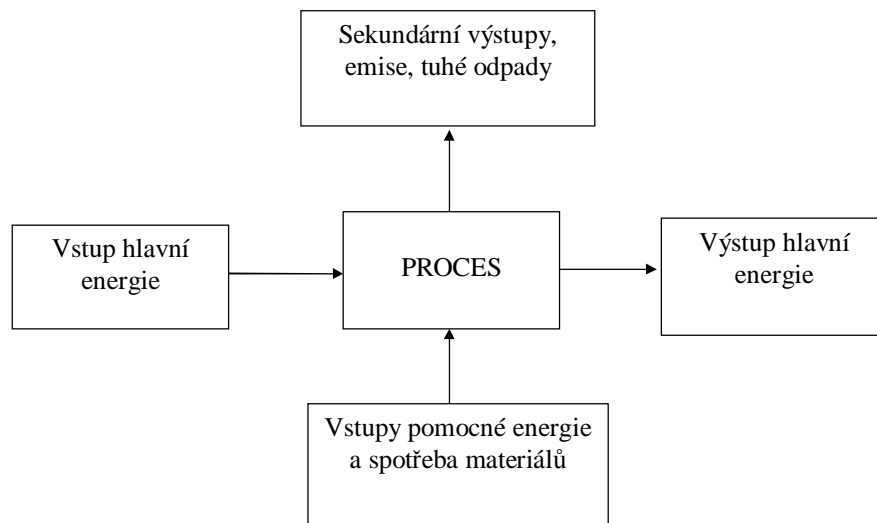 Sekundární výstupy,
emise, tuhé odpady
Vstup hlavní
energie
PROCES
Výstup hlavní
energie
Vstupy pomocné energie
a spotřeba materiálů